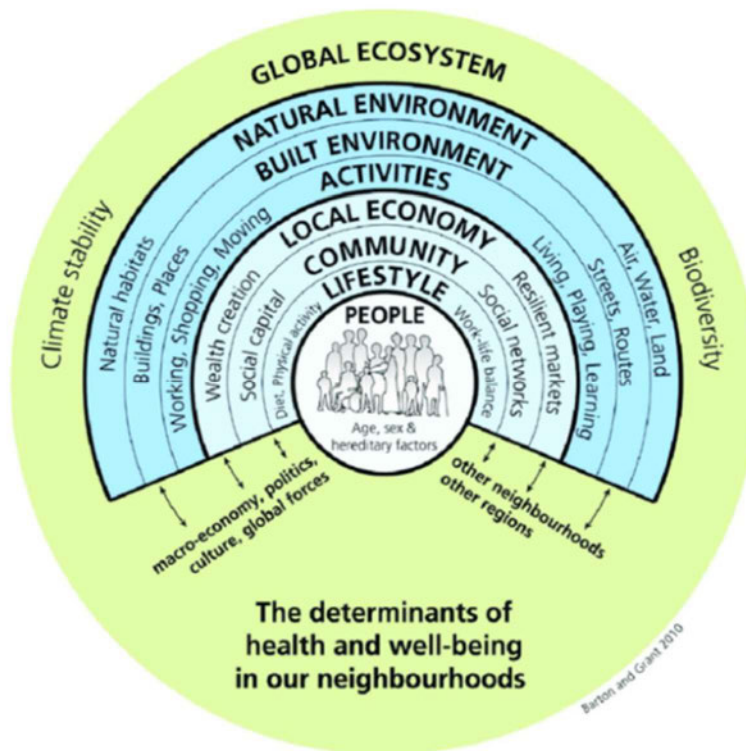 GLOBAL ECOSYSTEM
NATURAL ENVIRONMENT
BUILT ENVIRONMENT
ACTIVITIES
LOCAL ECONOMY
COMMUNITY
LIFESTYLE
PEOPLE
Age, sex &
hereditary factors
Climate stability
Natural habitats
Buildings, Places
Working, Shopping, Moving
Wealth creation
Social capital
Diet, Physical activity
Work-life balance
Social networks
Resilient markets
Living, Playing, Learning
Streets, Routes
Air, Water, Land
Biodiversity
macro-economy, politics,
culture, global forces
other neighbourhoods
other regions
The determinants of
health and well-being
in our neighbourhoods
Barton and Grant 2010